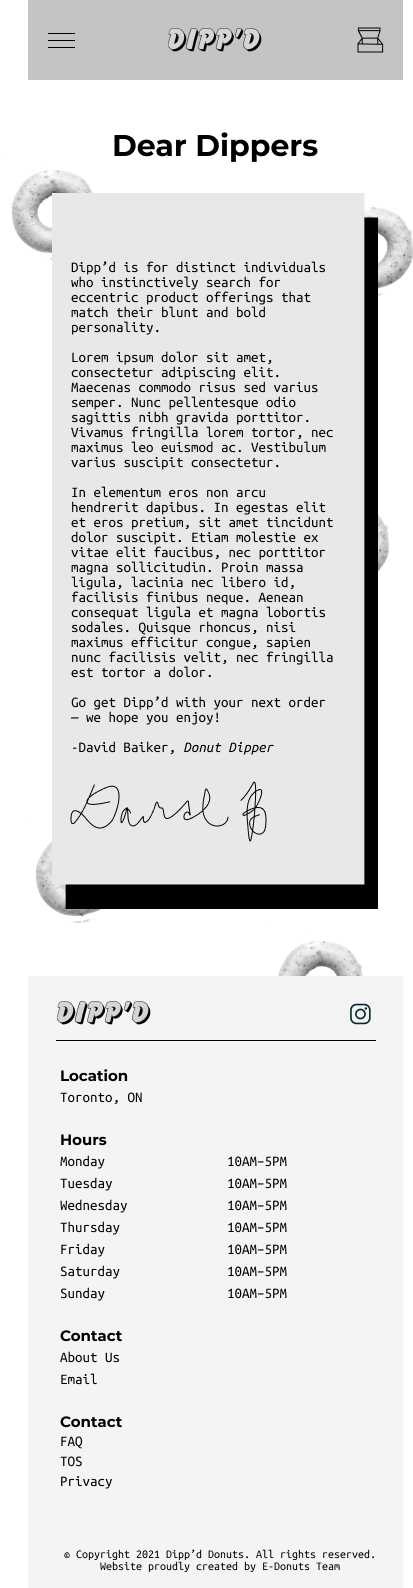 DIPP'D
Dear Dippers
Dipp’d is for distinct individuals
who instinctively search for
eccentric product offerings that
match their blunt and bold
personality.
Lorem ipsum dolor sit amet,
consectetur adipiscing elit.
Maecenas commodo risus sed varius
semper. Nunc pellentesque odio
sagittis nibh gravida porttitor.
Vivamus fringilla lorem tortor, nec
maximus leo euismod ac. Vestibulum
varius suscipit consectetur.
In elementum eros non arcu
hendrerit dapibus. In egestas elit
et eros pretium, sit amet tincidunt
dolor suscipit. Etiam molestie ex
vitae elit faucibus, nec porttitor
magna sollicitudin. Proin massa
ligula, lacinia nec libero id,
facilisis finibus neque. Aenean
consequat ligula et magna lobortis
sodales. Quisque rhoncus, nisi
maximus efficitur congue, sapien
nunc facilisis velit, nec fringilla
est tortor a dolor.
Go get Dipp’d with your next order
– we hope you enjoy!
-David Baiker, Donut Dipper
David B
DIPP'D
Location
Toronto, ON
Hours
Monday 10AM–5PM
Tuesday 10AM–5PM
Wednesday 10AM–5PM
Thursday 10AM–5PM
Friday 10AM–5PM
Saturday 10AM–5PM
Sunday 10AM–5PM
Contact
About Us
Email
Contact
FAQ
TOS
Privacy
© Copyright 2021 Dipp’d Donuts. All rights reserved.
Website proudly created by E-Donuts Team